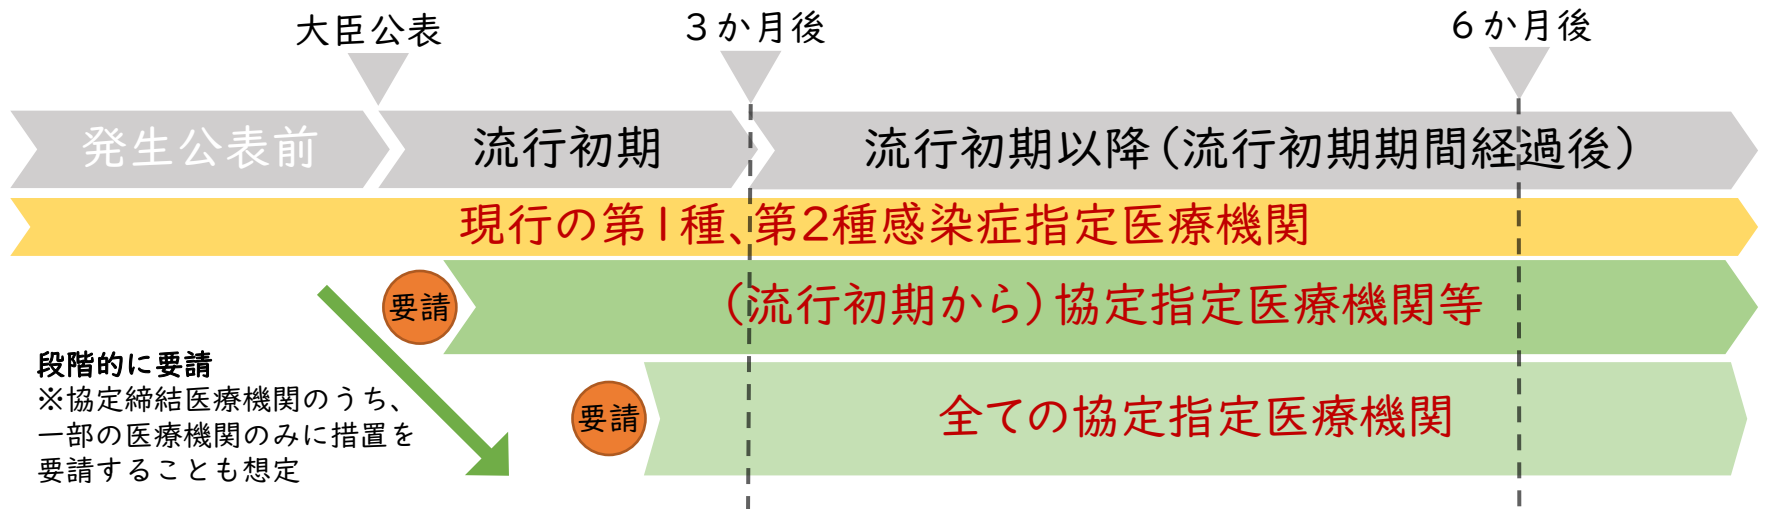 大臣公表
３か月後
６か月後
発生公表前
流行初期
流行初期以降（流行初期期間経過後）
現行の第1種、第2種感染症指定医療機関
要請
（流行初期から）協定指定医療機関等
段階的に要請
※協定締結医療機関のうち、
一部の医療機関のみに措置を
要請することも想定
要請
全ての協定指定医療機関